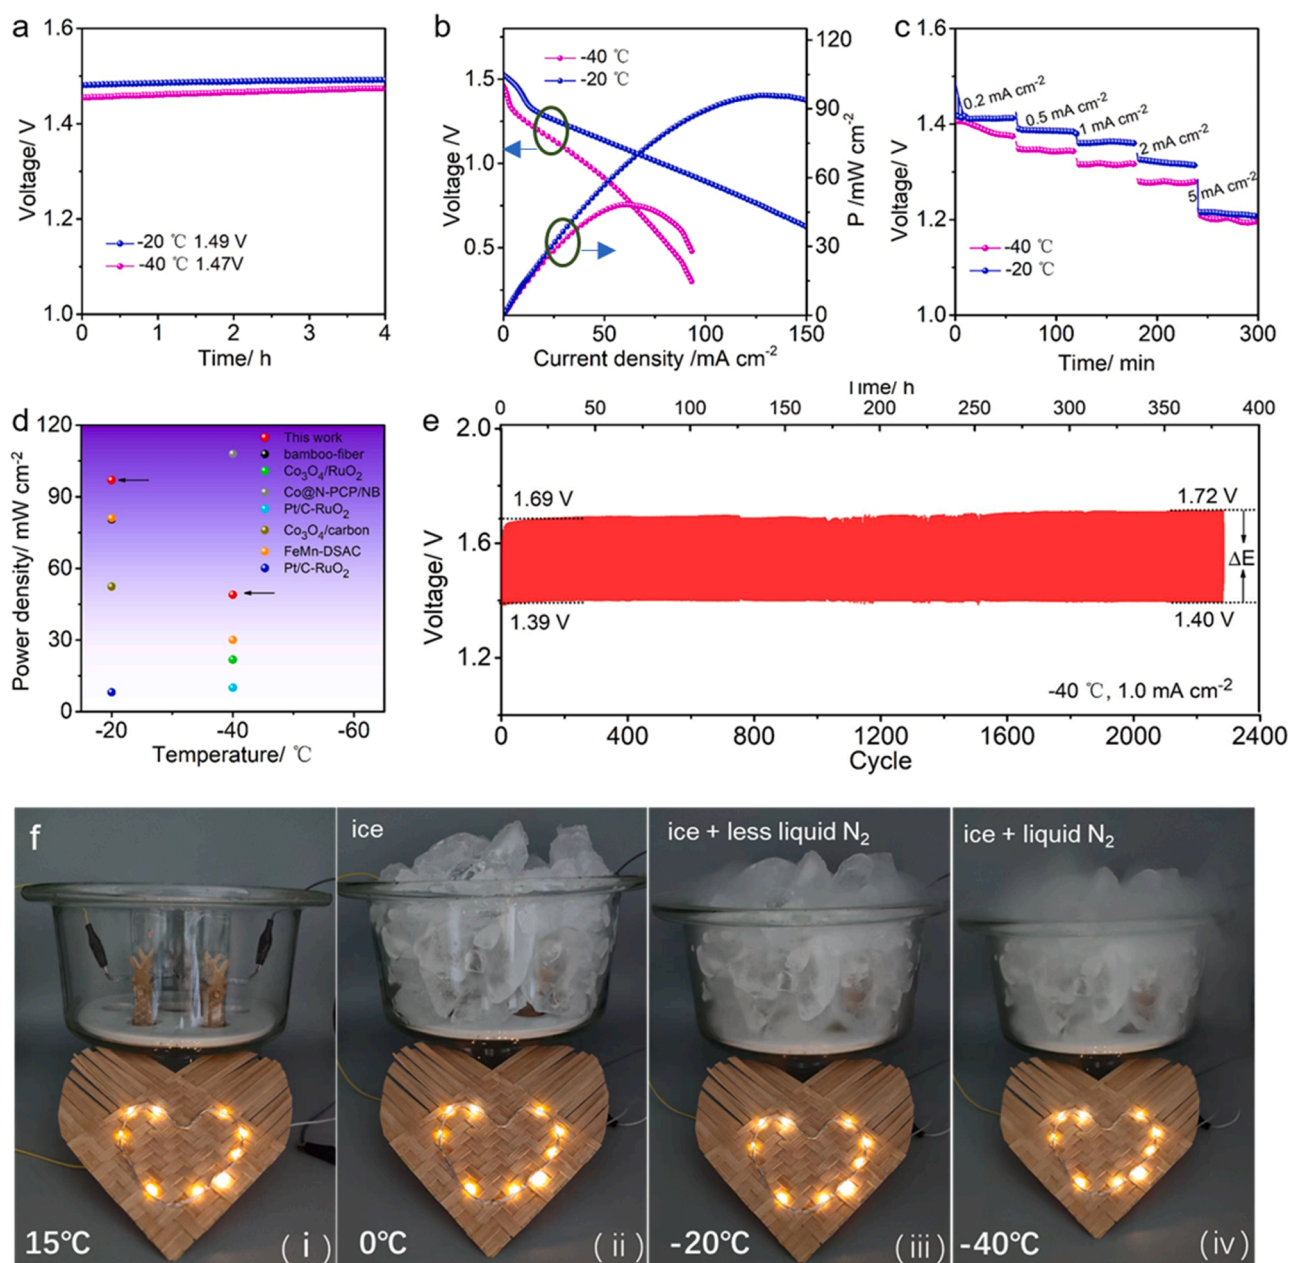 a
1.6
1.4
1.2
1.0
Voltage/ V
-20 ℃ 1.49 V
-40 ℃ 1.47V
0 1 2 3 4
Time/ h
b
-40 ℃
-20 ℃
1.5
1.0
0.5
Voltage /V
120
90
60
30
0
P /mW cm⁻²
0 50 100 150
Current density /mA cm⁻²
c
1.6
1.4
1.2
1.0
Voltage/ V
0.2 mA cm⁻²
0.5 mA cm⁻²
1 mA cm⁻²
2 mA cm⁻²
5 mA cm⁻²
-40 ℃
-20 ℃
0 100 200 300
Time/ min
d
120
90
60
30
0
Power density/ mW cm⁻²
This work
bamboo-fiber
Co₃O₄/RuO₂
Co@N-PCP/NB
Pt/C-RuO₂
Co₃O₄/carbon
FeMn-DSAC
Pt/C-RuO₂
-20 -40 -60
Temperature/ ℃
Time/ h
0 50 100 150 200 250 300 350 400
e
2.0
1.6
1.2
Voltage/ V
1.69 V
1.72 V
ΔE
1.39 V
1.40 V
-40 ℃, 1.0 mA cm⁻²
0 400 800 1200 1600 2000 2400
Cycle
f
ice
ice + less liquid N₂
ice + liquid N₂
15℃ (i)
0℃ (ii)
-20℃ (iii)
-40℃ (iv)